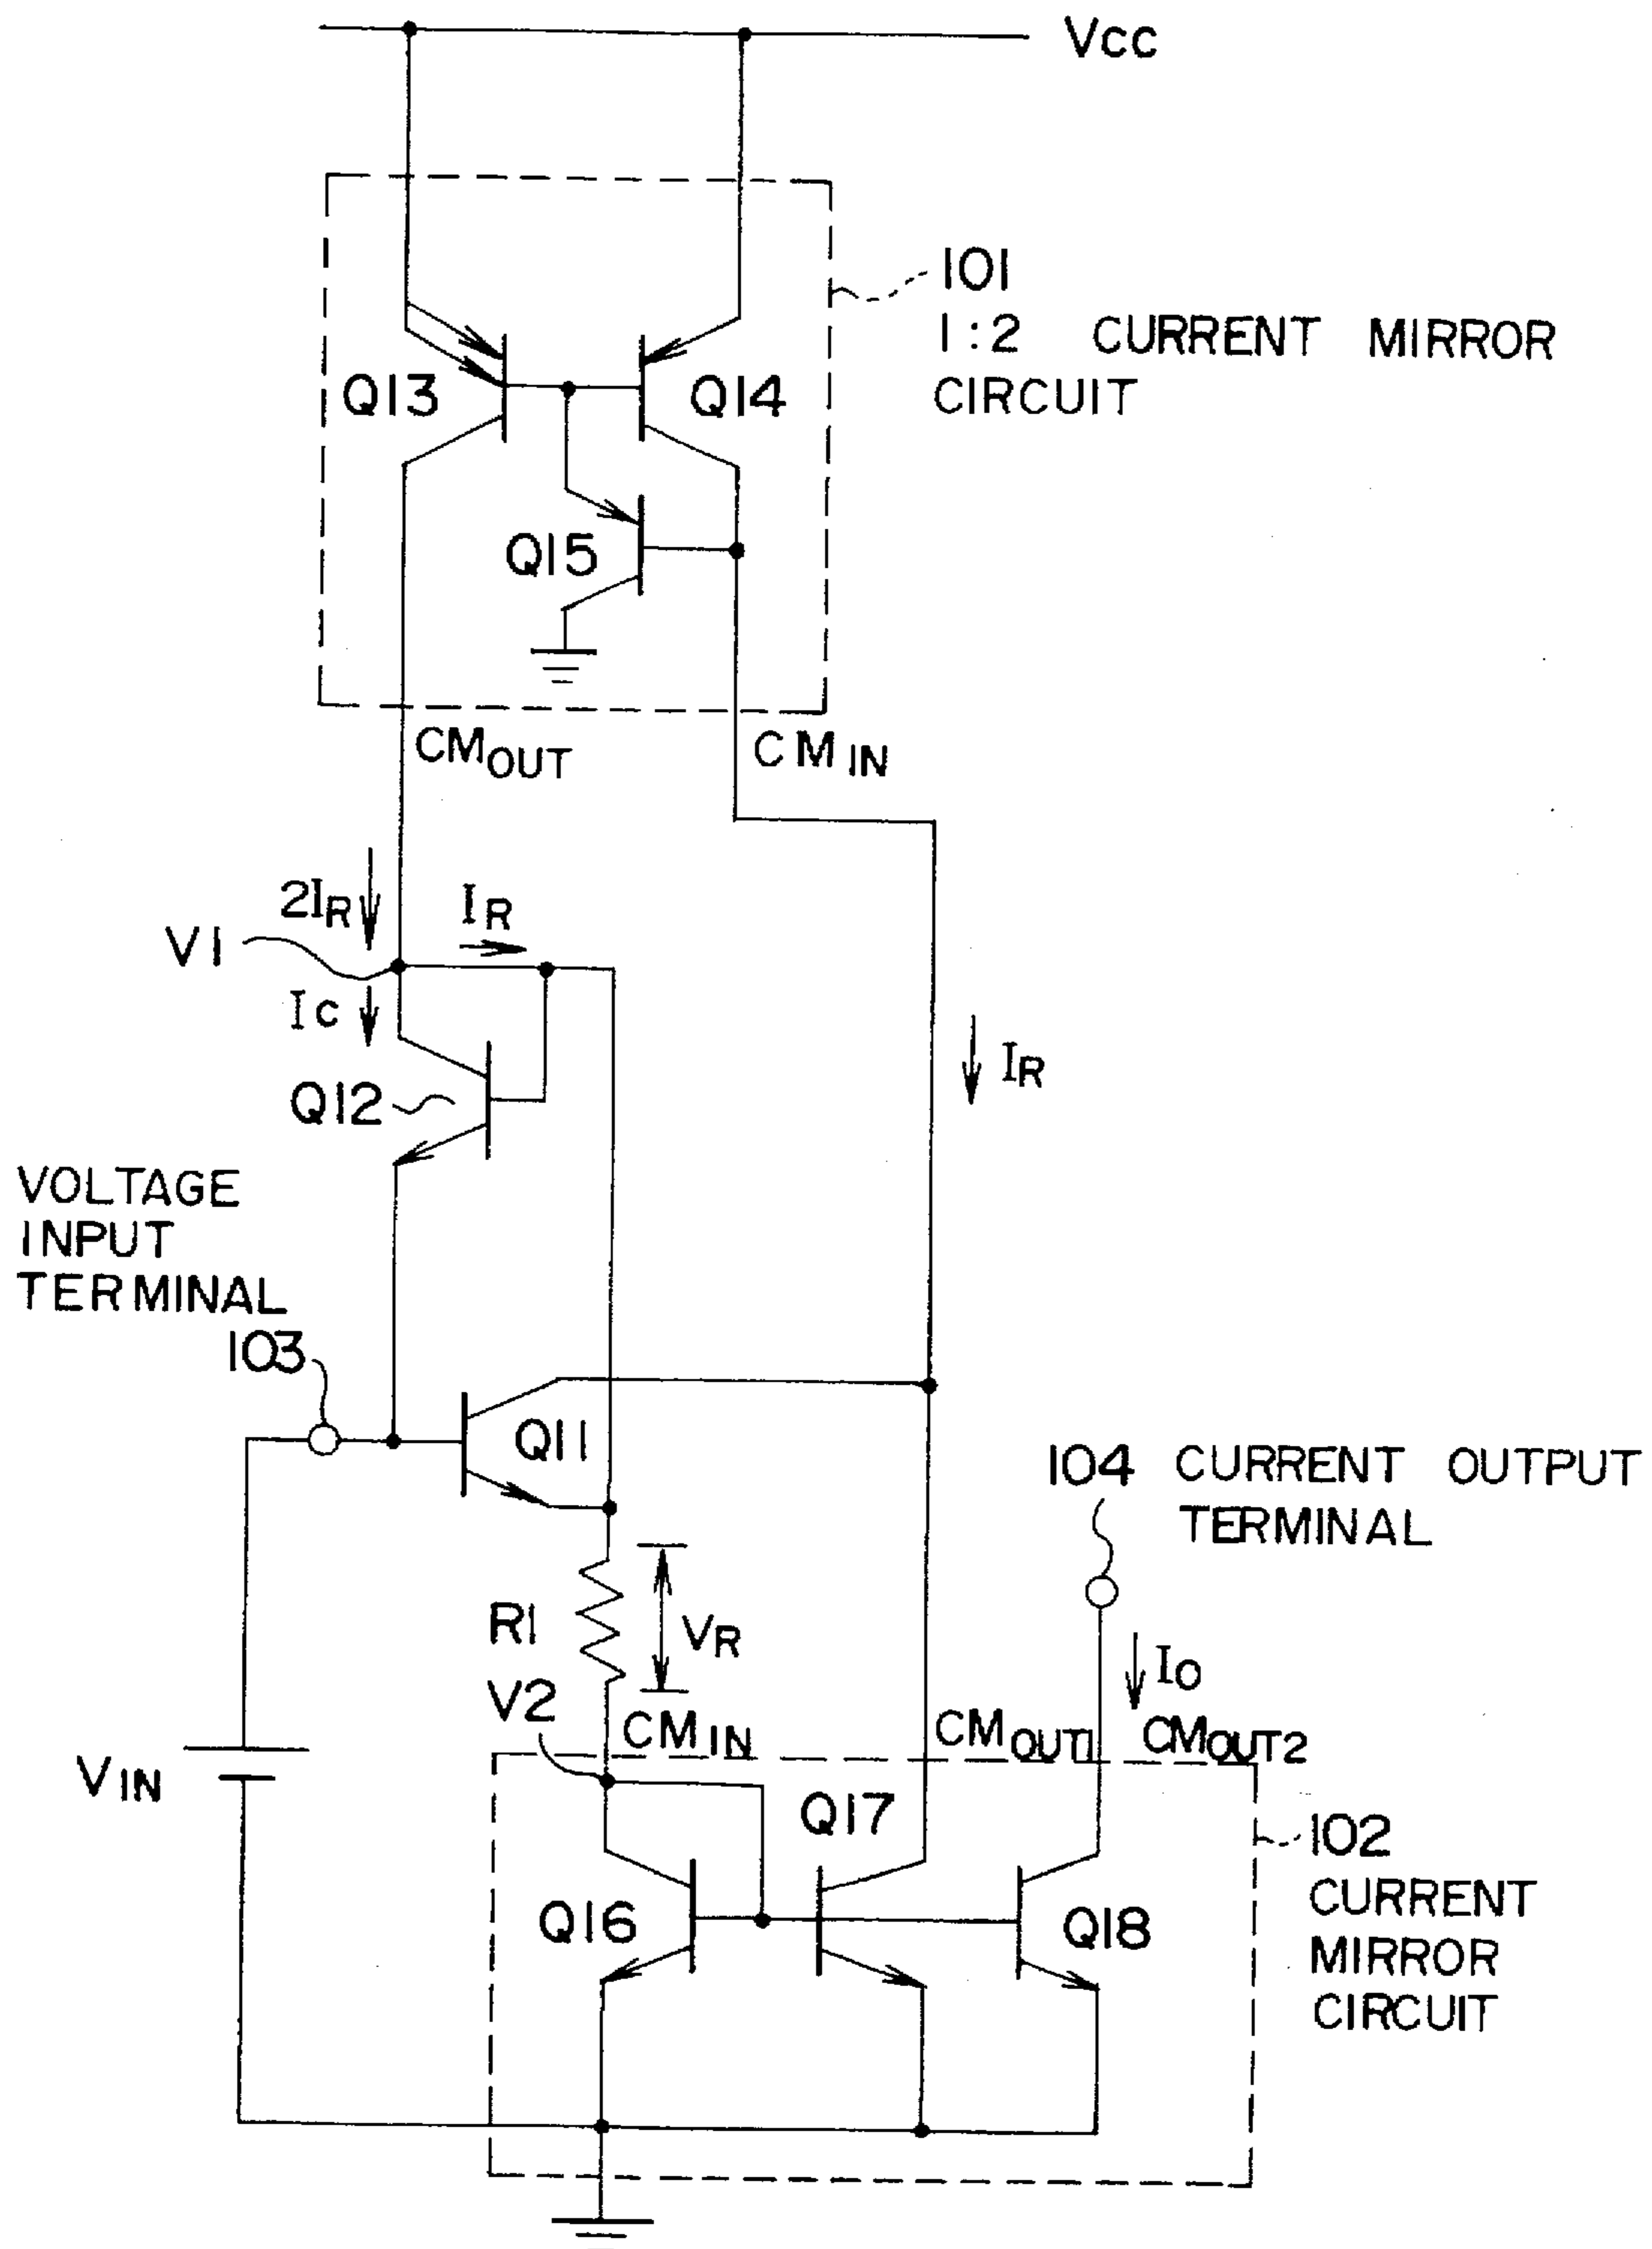 Vcc
101
1:2 CURRENT MIRROR
CIRCUIT
Q13
Q14
Q15
CMOUT
CMIN
2IR
IR
V1
Ic
IR
Q12
VOLTAGE
INPUT
TERMINAL
103
Q11
104 CURRENT OUTPUT
TERMINAL
R1
VR
IO
V2
CMIN
CMOUT1
CMOUT2
VIN
Q17
102
CURRENT
MIRROR
CIRCUIT
Q16
Q18